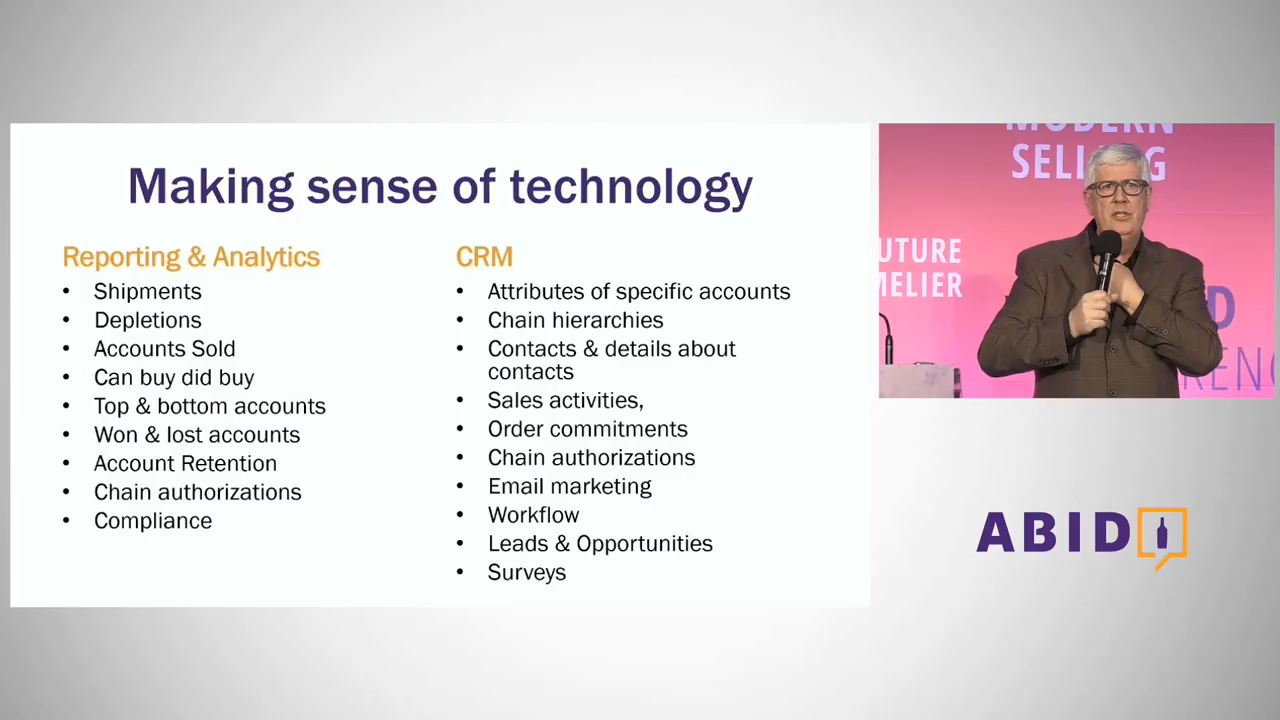 Making sense of technology
Reporting & Analytics
• Shipments
• Depletions
• Accounts Sold
• Can buy did buy
• Top & bottom accounts
• Won & lost accounts
• Account Retention
• Chain authorizations
• Compliance
CRM
• Attributes of specific accounts
• Chain hierarchies
• Contacts & details about
contacts
• Sales activities,
• Order commitments
• Chain authorizations
• Email marketing
• Workflow
• Leads & Opportunities
• Surveys
MODERN
UTURE
MELIER
ABID